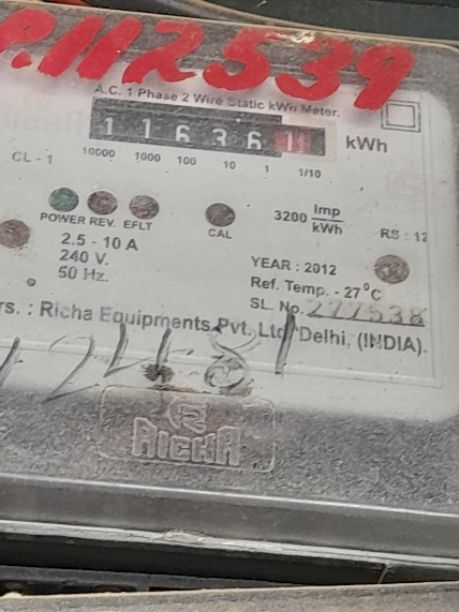 P.112539
A.C. 1 Phase 2 Wire Static kWh Meter.
1 1 6 3 6 1 kWh
CL - 1 10000 1000 100 10 1 1/10
POWER REV. EFLT CAL
3200 Imp/kWh RS : 12
2.5 - 10 A
240 V.
50 Hz.
YEAR : 2012
Ref. Temp. - 27°C
SL. No. 277538
rs. : Richa Equipments Pvt. Ltd Delhi, (INDIA).
RICHA